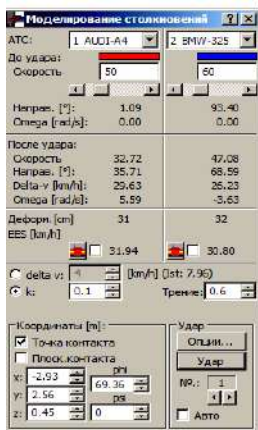 Моделирование столкновений ? X
АТС: 1 AUDI-A4 2 BMW-325
До удара:
Скорость 50 60
Направ. [°]: 1.09 93.40
Omega [rad/s]: 0.00 0.00
После удара:
Скорость 32.72 47.08
Направ. [°]: 35.71 68.59
Delta-v [km/h]: 29.63 26.23
Omega [rad/s]: 5.59 -3.63
Деформ. [cm] 31 32
EES [km/h]
31.94 30.80
delta v: 4 [km/h] (Ist: 7.96)
k: 0.1 Трение: 0.6
Координаты [m]: Удар
Точка контакта Опции...
Плоск.контакта Удар
x: -2.93 phi 69.36
y: 2.56 psi №.: 1
z: 0.45 0
Авто